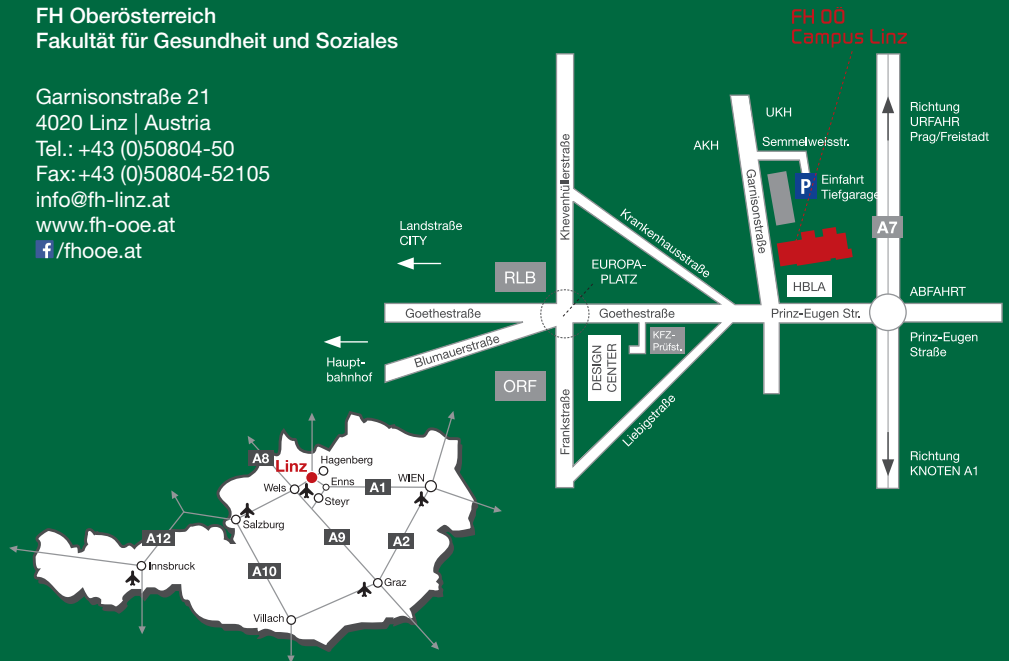 FH Oberösterreich
Fakultät für Gesundheit und Soziales
Garnisonstraße 21
4020 Linz | Austria
Tel.: +43 (0)50804-50
Fax:+43 (0)50804-52105
info@fh-linz.at
www.fh-ooe.at
f/fhooe.at
FH OO
Campus Linz
UKH
Semmelweisstr.
AKH
Garnisonstraße
P
Einfahrt
Tiefgarage
Richtung
URFAHR
Prag/Freistadt
A7
Khevenhüllerstraße
Krankenhausstraße
Landstraße
CITY
RLB
EUROPA-
PLATZ
HBLA
ABFAHRT
Goethestraße
Goethestraße
Prinz-Eugen Str.
Prinz-Eugen
Straße
Haupt-
bahnhof
Blumauerstraße
KFZ-
Prüfst.
DESIGN
CENTER
ORF
Frankstraße
Liebigstraße
Richtung
KNOTEN A1
A8
Linz
Hagenberg
Wels
Enns
Steyr
A1
WIEN
Salzburg
A12
A9
A2
Innsbruck
A10
Graz
Villach